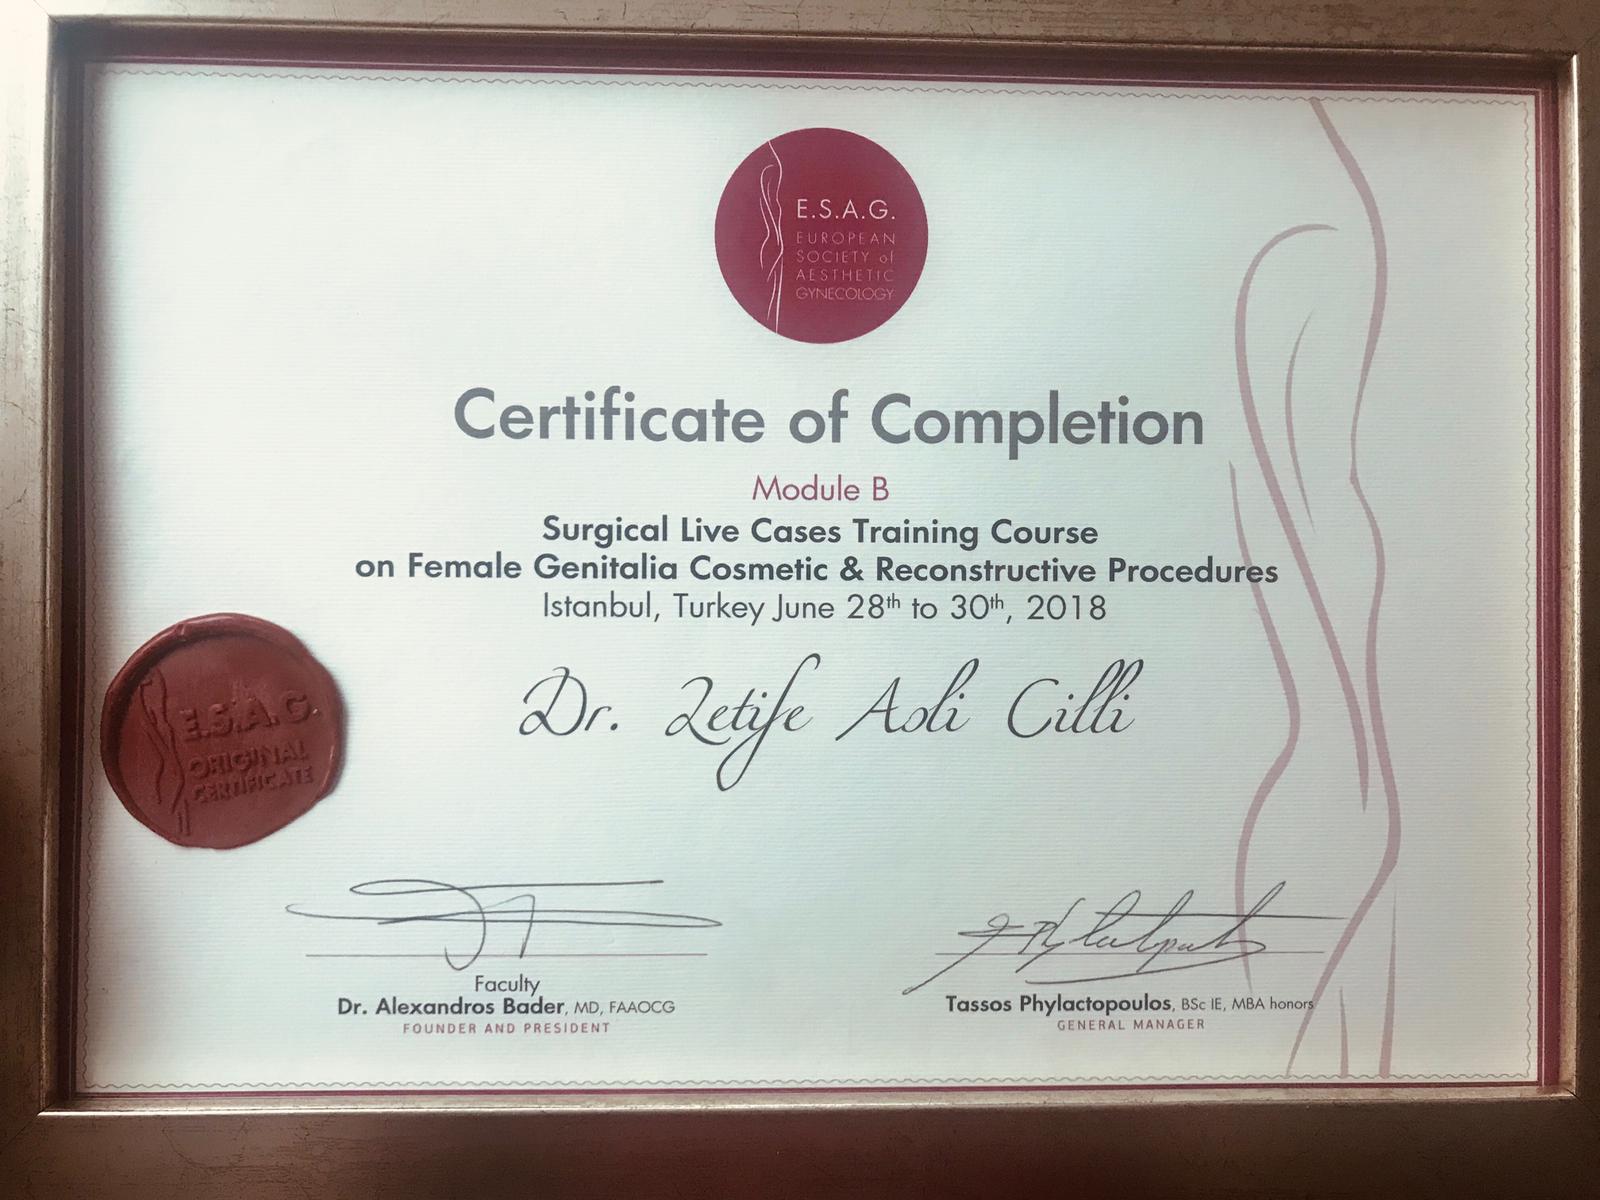 E.S.A.G.
EUROPEAN
SOCIETY of
AESTHETIC
GYNECOLOGY
Certificate of Completion
Module B
Surgical Live Cases Training Course
on Female Genitalia Cosmetic & Reconstructive Procedures
Istanbul, Turkey June 28th to 30th, 2018
Dr. Letife Asli Cilli
E.S.A.G.
ORIGINAL
CERTIFICATE
Faculty
Dr. Alexandros Bader, MD, FAAOCG
FOUNDER AND PRESIDENT
Tassos Phylactopoulos, BSc IE, MBA honors
GENERAL MANAGER